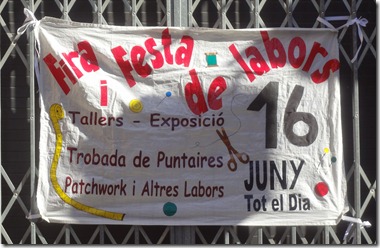 Fira i Festa de labors
Tallers - Exposició
Trobada de Puntaires
Patchwork i Altres Labors
16
JUNY
Tot el Dia